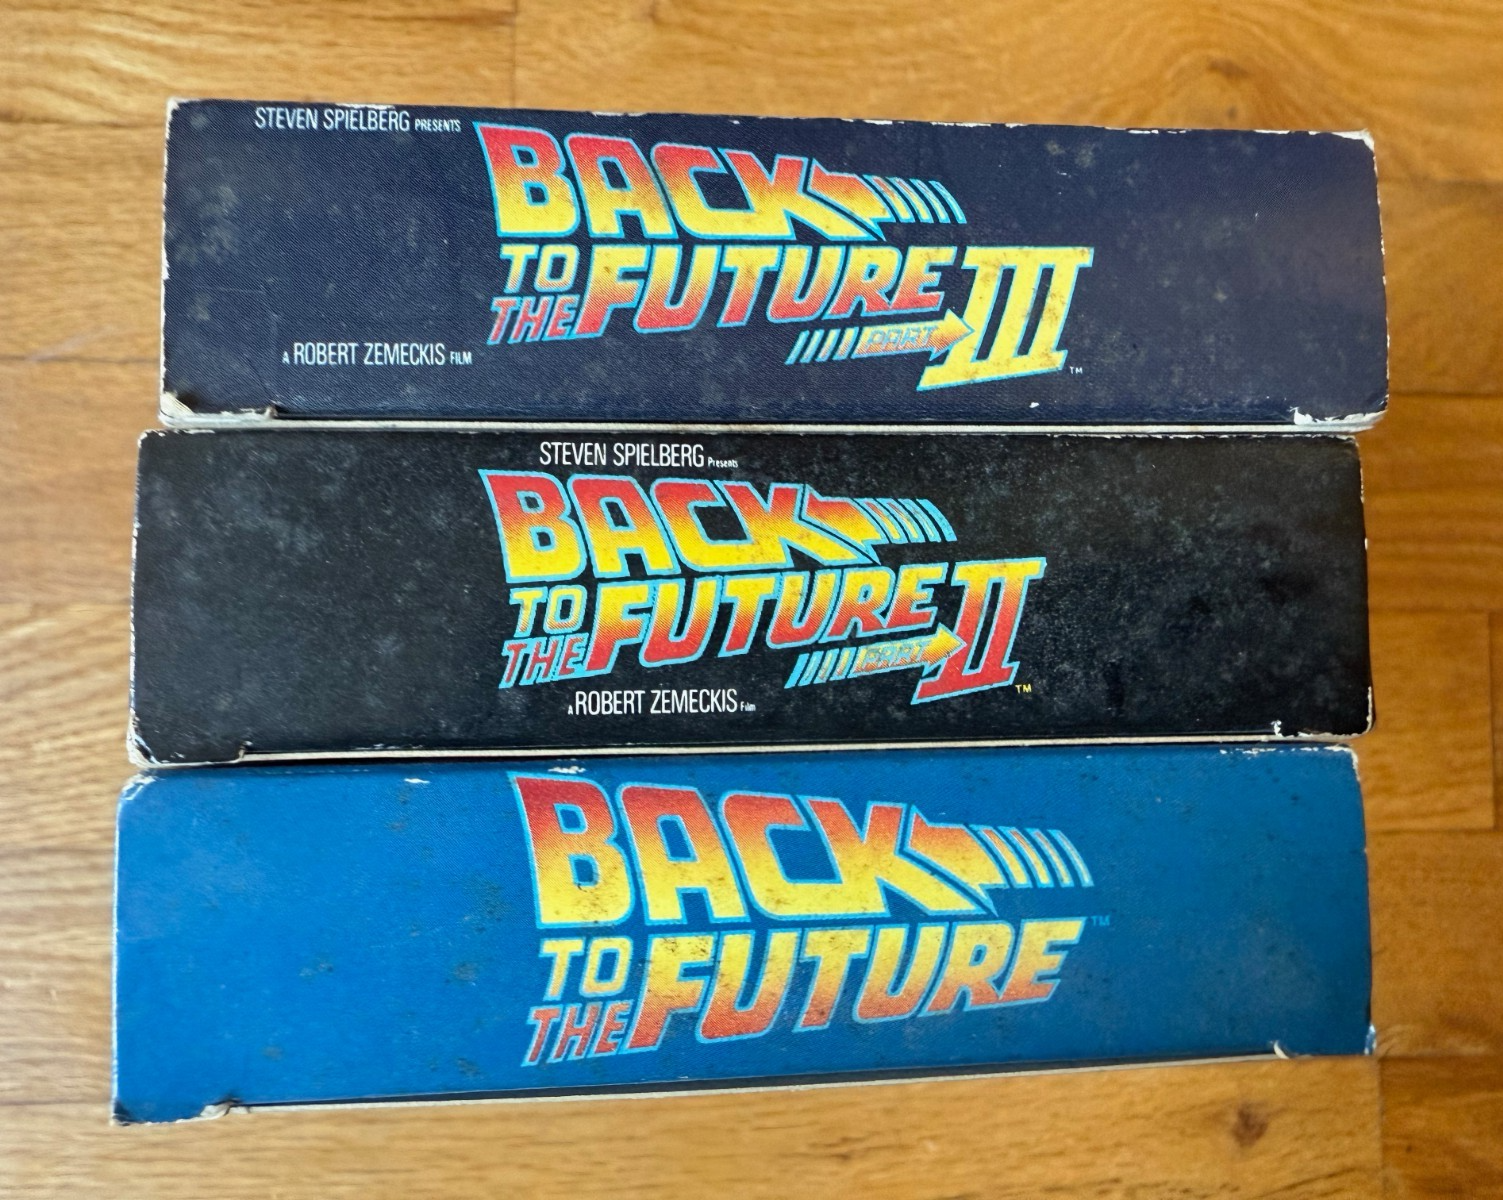 STEVEN SPIELBERG PRESENTS
BACK
TO THE FUTURE
PART III
TM
A ROBERT ZEMECKIS FILM
STEVEN SPIELBERG Presents
BACK
TO THE FUTURE
PART II
TM
A ROBERT ZEMECKIS Film
BACK
TO THE FUTURE
TM